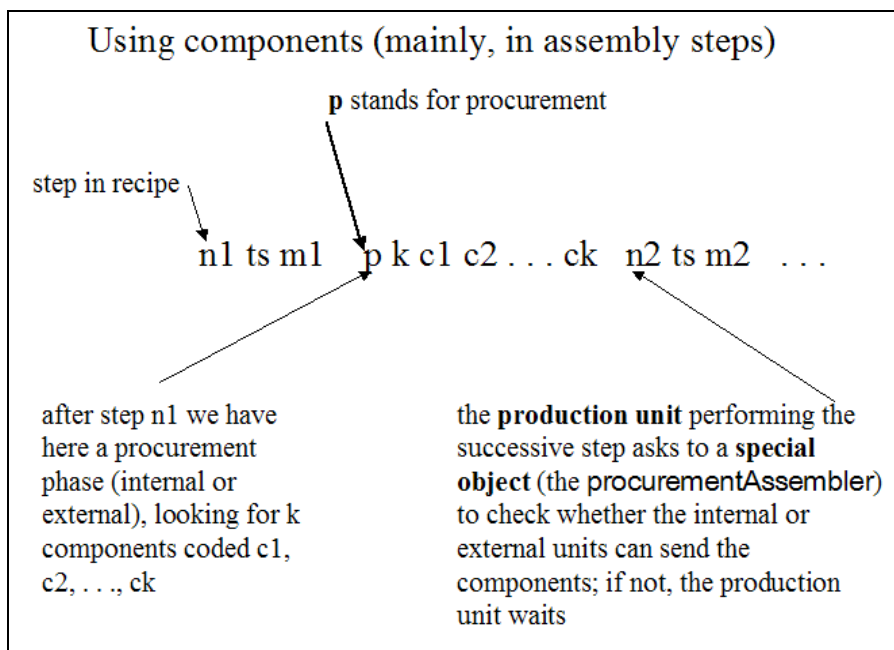 Using components (mainly, in assembly steps)
p stands for procurement
step in recipe
n1 ts m1 p k c1 c2 . . . ck n2 ts m2 . . .
after step n1 we have
here a procurement
phase (internal or
external), looking for k
components coded c1,
c2, . . ., ck
the production unit performing the
successive step asks to a special
object (the procurementAssembler)
to check whether the internal or
external units can send the
components; if not, the production
unit waits